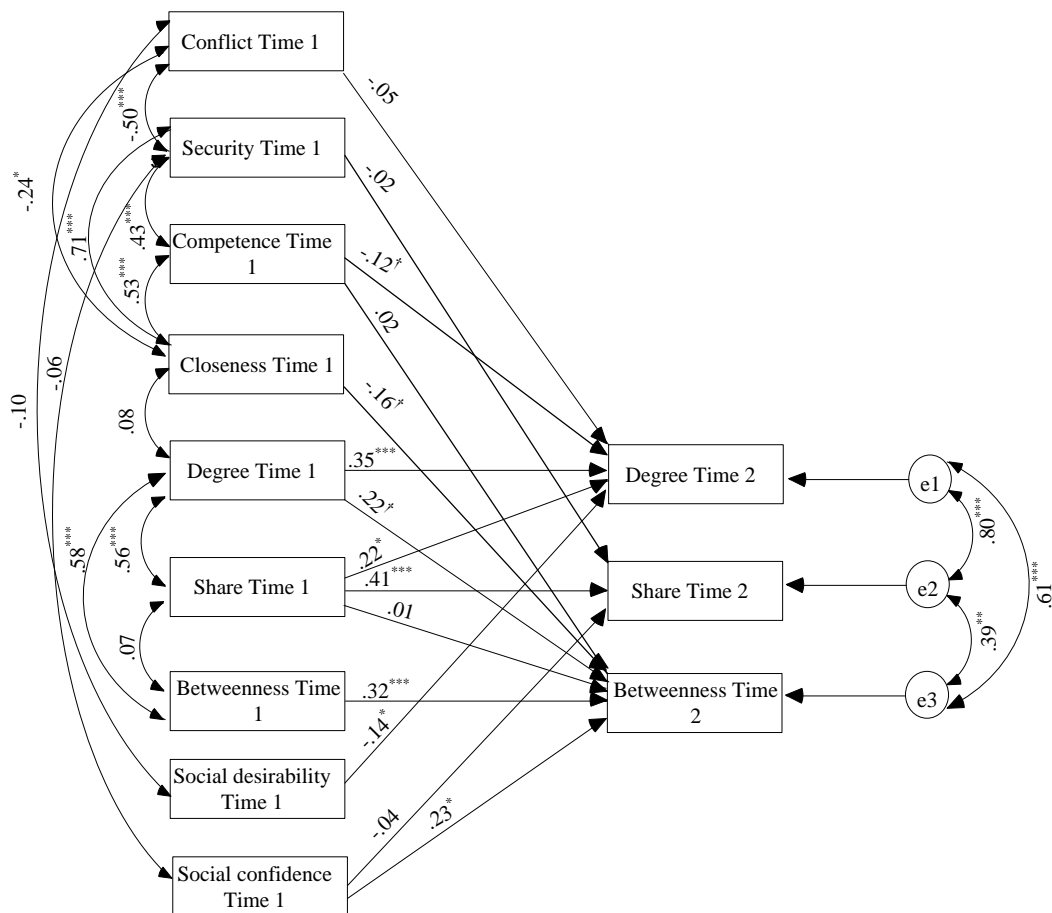 Conflict Time 1
-.05
-.50***
Security Time 1
-.02
-.24*
.71***
.43***
Competence Time
1
-.12†
.53***
.02
Closeness Time 1
-.06
-.10
-.16†
.08
Degree Time 1
.35***
Degree Time 2
e1
.22†
.80***
.58***
.56***
.22*
Share Time 1
.41***
Share Time 2
e2
.61***
.01
.07
.39**
Betweenness Time
1
.32***
Betweenness Time
2
e3
-.14*
Social desirability
Time 1
-.04
.23*
Social confidence
Time 1